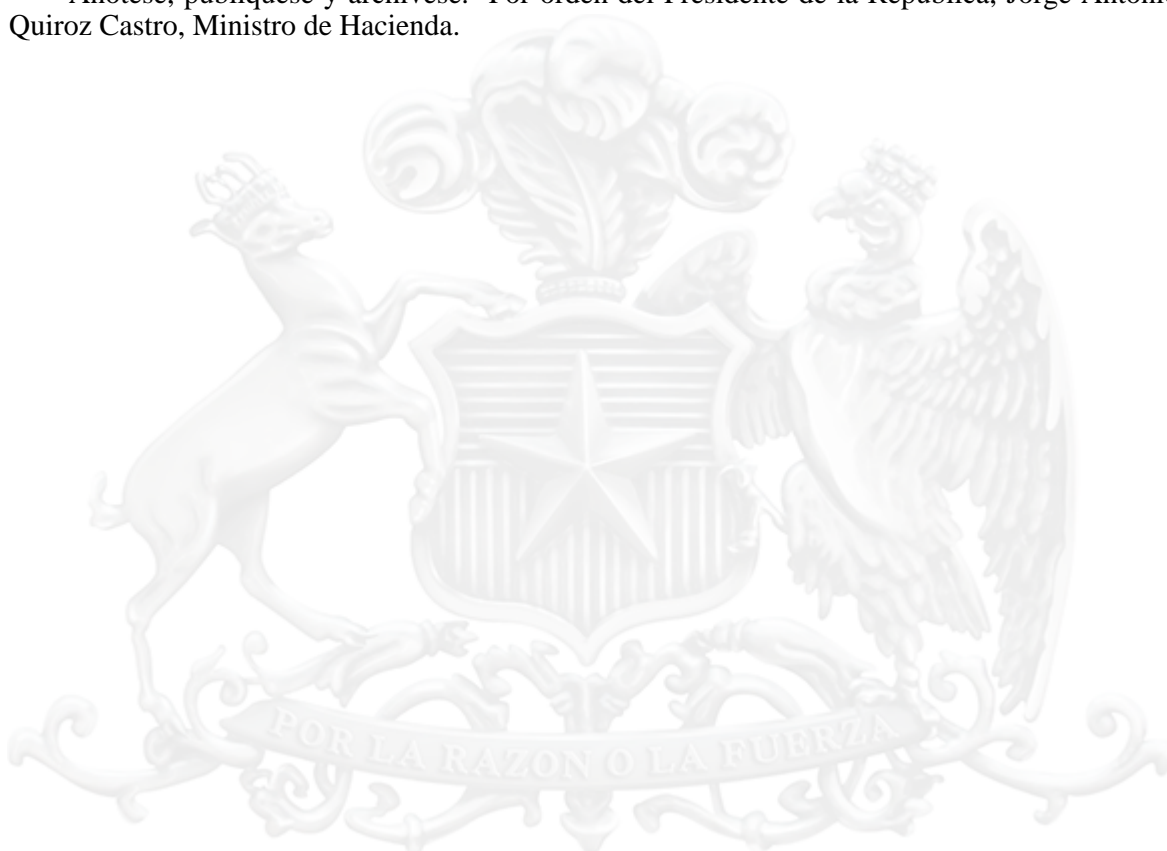 Anótese, publíquese y archívese.- Por orden del Presidente de la República, Jorge Antonio
Quiroz Castro, Ministro de Hacienda.
POR LA RAZON O LA FUERZA